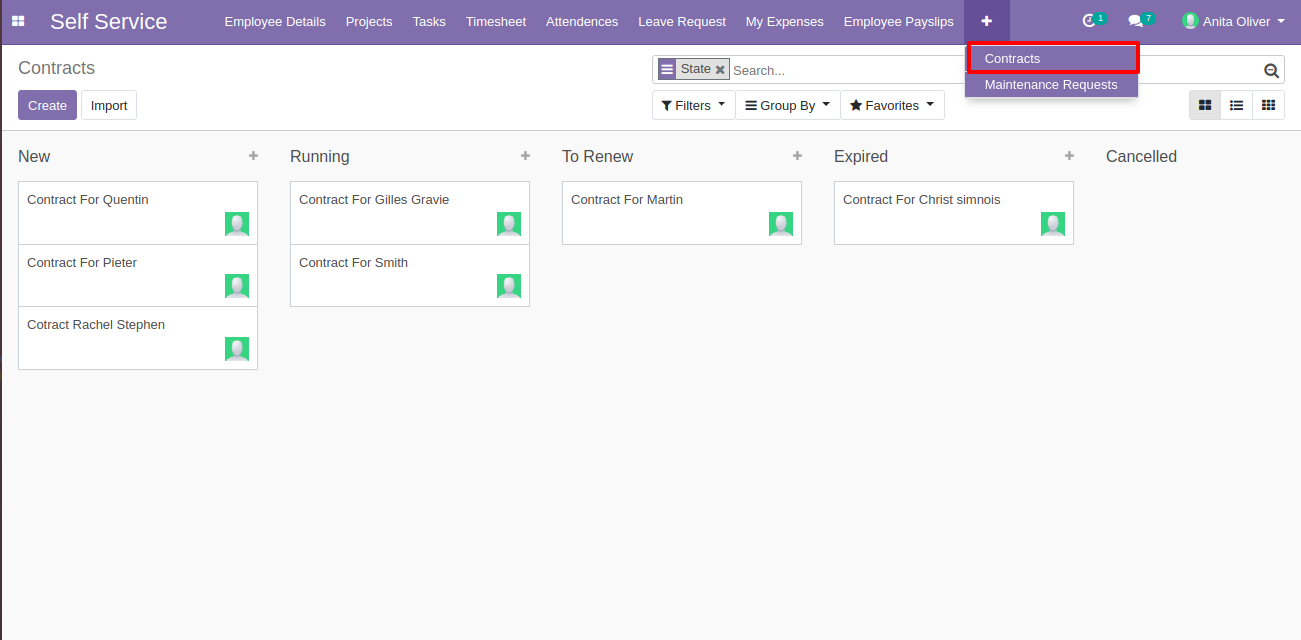 Self Service
Employee Details Projects Tasks Timesheet Attendences Leave Request My Expenses Employee Payslips + 1 7 Anita Oliver
Contracts
Maintenance Requests
Contracts
State Search...
Create Import
Filters Group By Favorites
New +
Contract For Quentin
Contract For Pieter
Cotract Rachel Stephen
Running +
Contract For Gilles Gravie
Contract For Smith
To Renew +
Contract For Martin
Expired +
Contract For Christ simnois
Cancelled